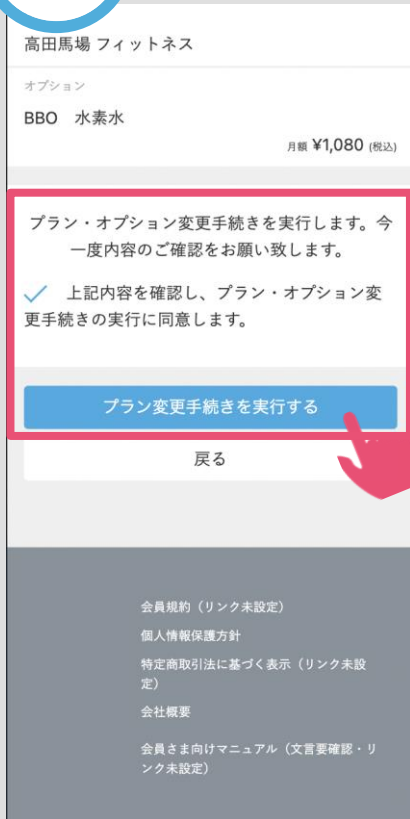 高田馬場 フィットネス
オプション
BBO　水素水
月額 ¥1,080 (税込)
プラン・オプション変更手続きを実行します。今
一度内容のご確認をお願い致します。
上記内容を確認し、プラン・オプション変
更手続きの実行に同意します。
プラン変更手続きを実行する
戻る
会員規約（リンク未設定）
個人情報保護方針
特定商取引法に基づく表示（リンク未設
定）
会社概要
会員さま向けマニュアル（文言要確認・リ
ンク未設定）